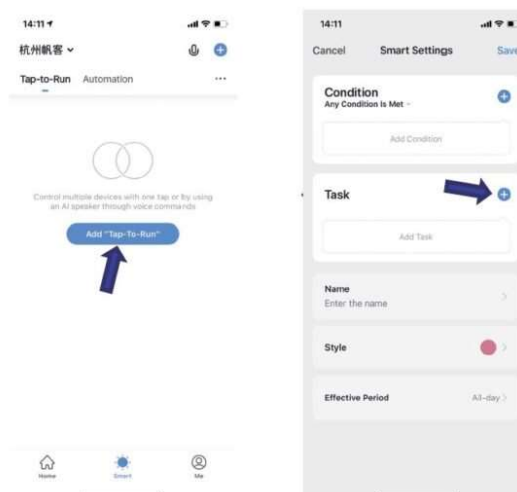 14:11
杭州帆客
Tap-to-Run Automation
Control multiple devices with one tap or by using
an AI speaker through voice commands
Add "Tap-To-Run"
Home Smart Me
14:11
Cancel Smart Settings Save
Condition
Any Condition Is Met
Add Condition
Task
Add Task
Name
Enter the name
Style
Effective Period All-day